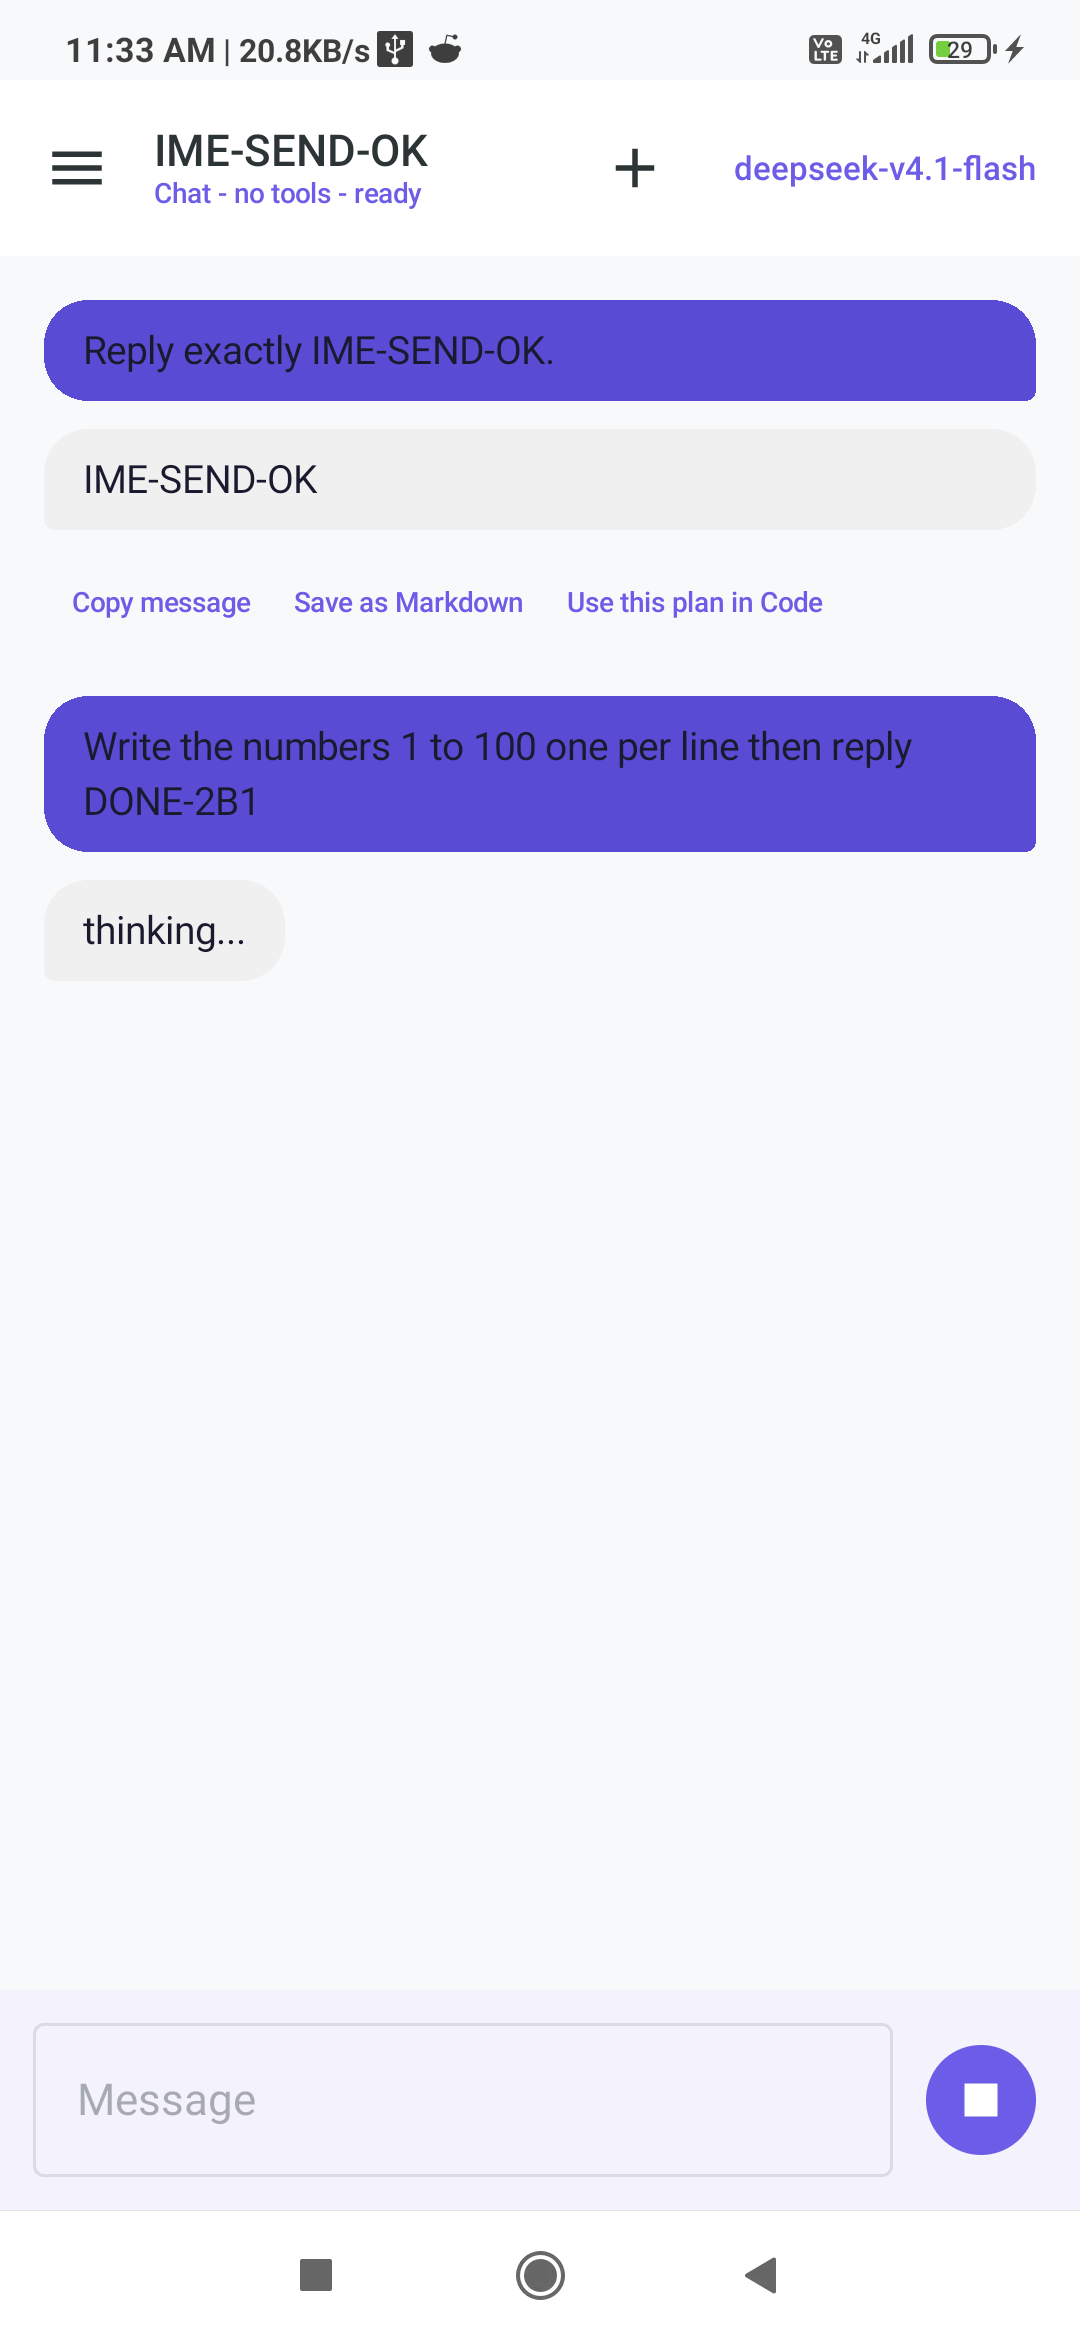 11:33 AM | 20.8KB/s
Vo LTE 4G 29
IME-SEND-OK
Chat - no tools - ready
deepseek-v4.1-flash
Reply exactly IME-SEND-OK.
IME-SEND-OK
Copy message Save as Markdown Use this plan in Code
Write the numbers 1 to 100 one per line then reply
DONE-2B1
thinking...
Message